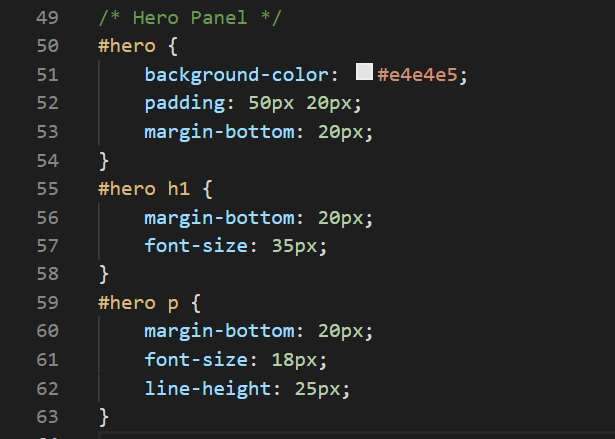 49 /* Hero Panel */
50 #hero {
51     background-color: #e4e4e5;
52     padding: 50px 20px;
53     margin-bottom: 20px;
54 }
55 #hero h1 {
56     margin-bottom: 20px;
57     font-size: 35px;
58 }
59 #hero p {
60     margin-bottom: 20px;
61     font-size: 18px;
62     line-height: 25px;
63 }